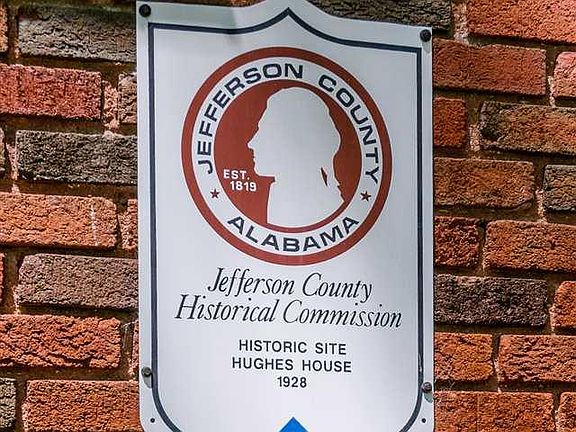 JEFFERSON COUNTY
EST.
1819
ALABAMA
Jefferson County
Historical Commission
HISTORIC SITE
HUGHES HOUSE
1928